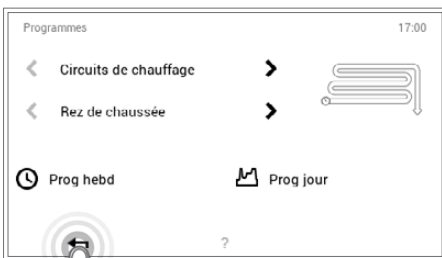 Programmes 17:00
Circuits de chauffage
Rez de chaussée
Prog hebd Prog jour
?